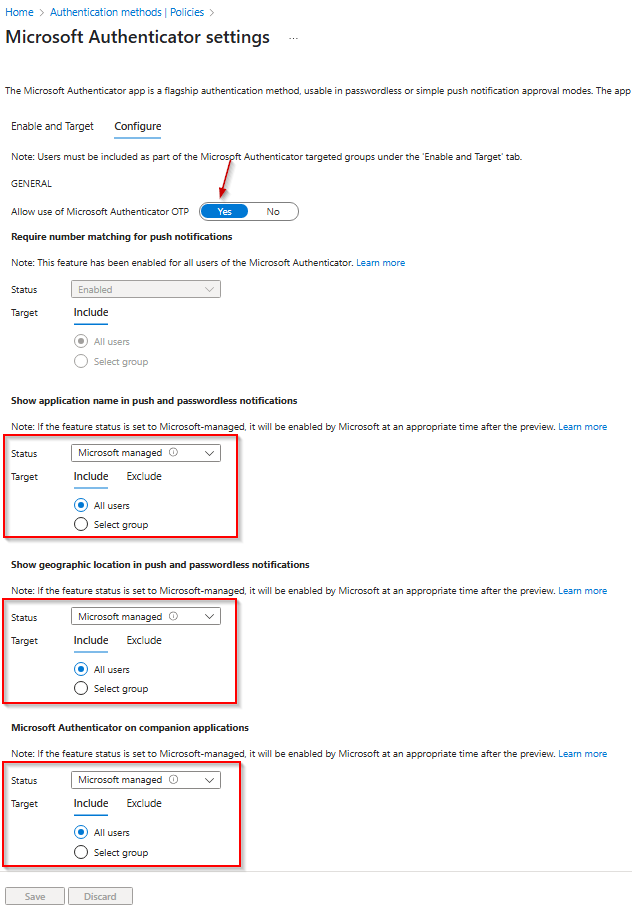 Home > Authentication methods | Policies >
Microsoft Authenticator settings ...
The Microsoft Authenticator app is a flagship authentication method, usable in passwordless or simple push notification approval modes. The app
Enable and Target Configure
Note: Users must be included as part of the Microsoft Authenticator targeted groups under the 'Enable and Target' tab.
GENERAL
Allow use of Microsoft Authenticator OTP Yes No
Require number matching for push notifications
Note: This feature has been enabled for all users of the Microsoft Authenticator. Learn more
Status Enabled
Target Include
All users
Select group
Show application name in push and passwordless notifications
Note: If the feature status is set to Microsoft-managed, it will be enabled by Microsoft at an appropriate time after the preview. Learn more
Status Microsoft managed
Target Include Exclude
All users
Select group
Show geographic location in push and passwordless notifications
Note: If the feature status is set to Microsoft-managed, it will be enabled by Microsoft at an appropriate time after the preview. Learn more
Status Microsoft managed
Target Include Exclude
All users
Select group
Microsoft Authenticator on companion applications
Note: If the feature status is set to Microsoft-managed, it will be enabled by Microsoft at an appropriate time after the preview. Learn more
Status Microsoft managed
Target Include Exclude
All users
Select group
Save Discard